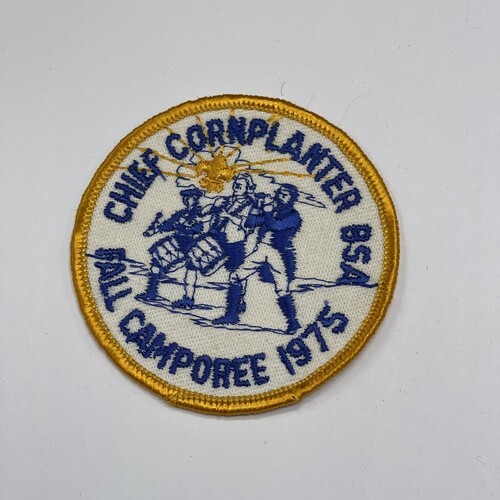 CHIEF CORNPLANTER BSA
FALL CAMPOREE 1975